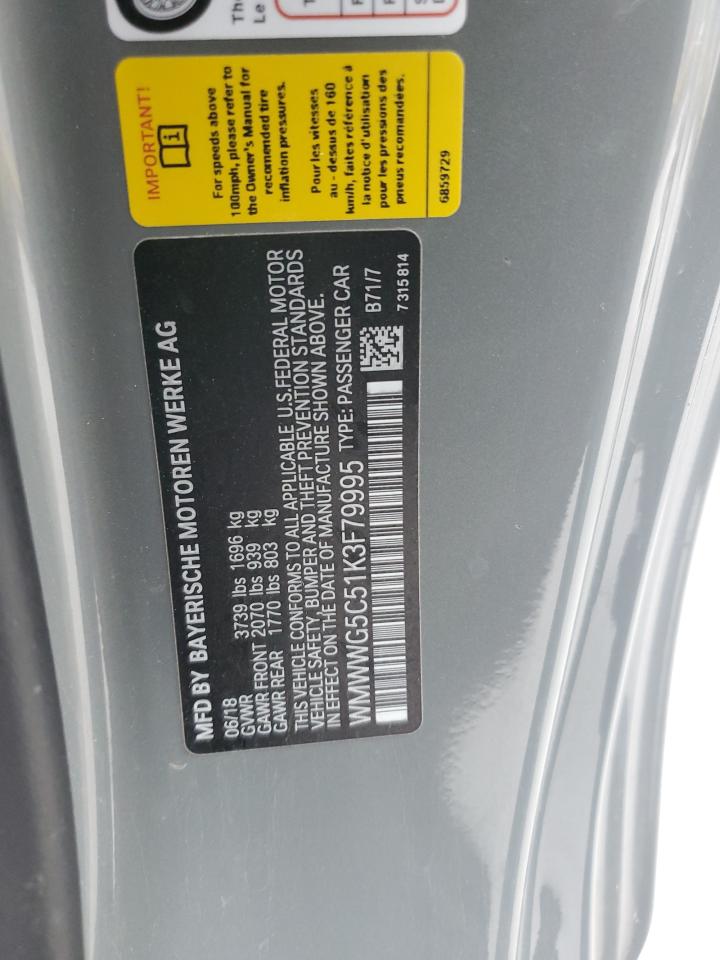 MFD BY BAYERISCHE MOTOREN WERKE AG
06/18
GVWR 3739 lbs 1696 kg
GAWR FRONT 2070 lbs 939 kg
GAWR REAR 1770 lbs 803 kg
THIS VEHICLE CONFORMS TO ALL APPLICABLE U.S.FEDERAL MOTOR
VEHICLE SAFETY, BUMPER AND THEFT PREVENTION STANDARDS
IN EFFECT ON THE DATE OF MANUFACTURE SHOWN ABOVE.
WMWWG5C51K3F79995 TYPE: PASSENGER CAR
B71/7
7315814
IMPORTANT!
For speeds above
100mph, please refer to
the Owner's Manual for
recomended tire
inflation pressures.
Pour les vitesses
au - dessus de 160
km/h, faites référence à
la notice d'utilisation
pour les pressions des
pneus recomandées.
6859729
Le